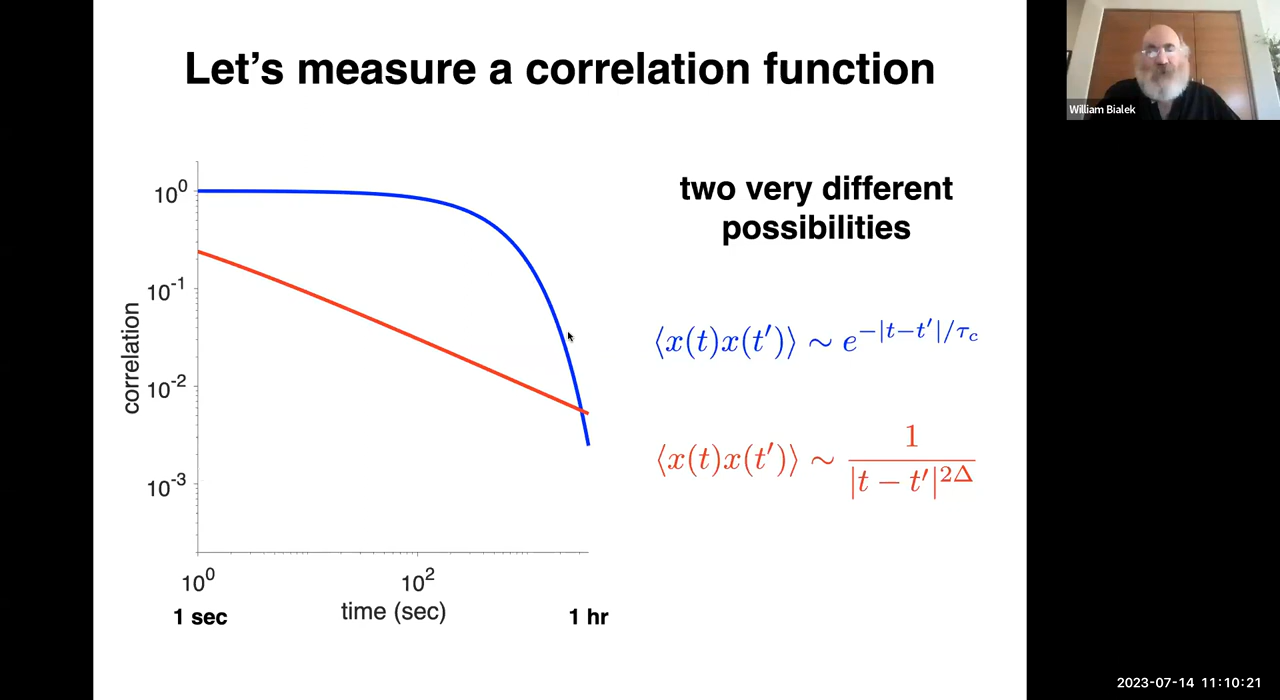 Let's measure a correlation function
William Bialek
two very different
possibilities
10^0
10^-1
10^-2
10^-3
correlation
10^0
10^2
time (sec)
1 sec
1 hr
⟨x(t)x(t′)⟩ ∼ e^{−|t−t′|/τ_c}
⟨x(t)x(t′)⟩ ∼ 1/|t − t′|^{2Δ}
2023-07-14 11:10:21